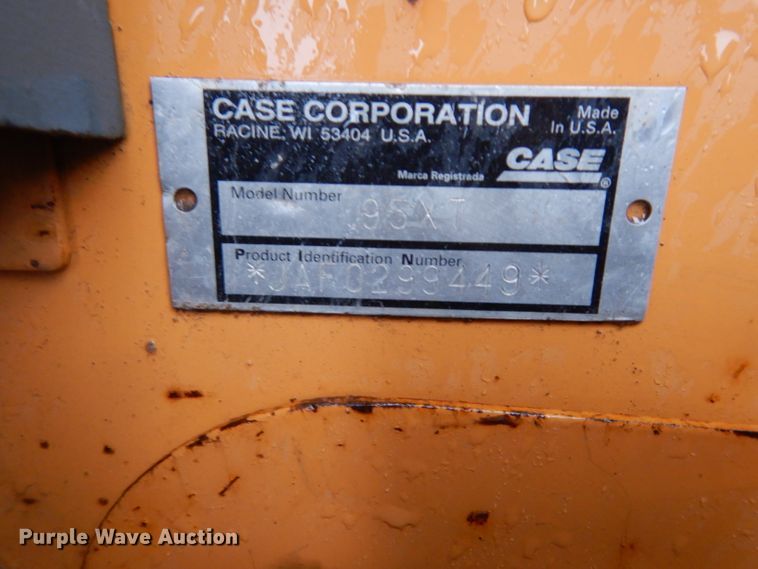 CASE CORPORATION
RACINE, WI 53404 U.S.A.
Made
In U.S.A.
CASE
Marca Registrada ®
Model Number
95XT
Product Identification Number
*JAF0299449*
Purple Wave Auction